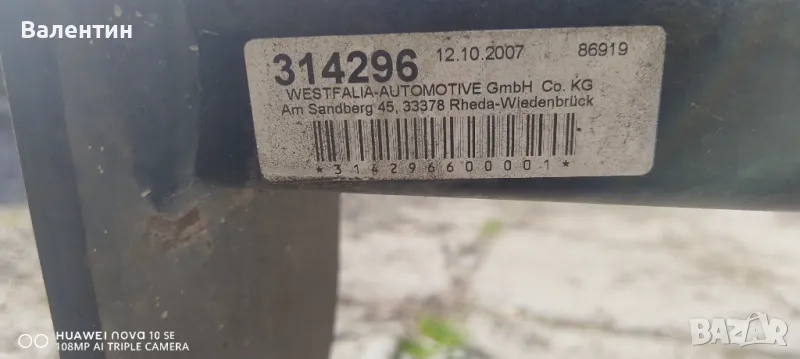 Валентин
314296 12.10.2007 86919
WESTFALIA-AUTOMOTIVE GmbH Co. KG
Am Sandberg 45, 33378 Rheda-Wiedenbrück
*314296600001*
HUAWEI nova 10 SE
108MP AI TRIPLE CAMERA
BAZAR